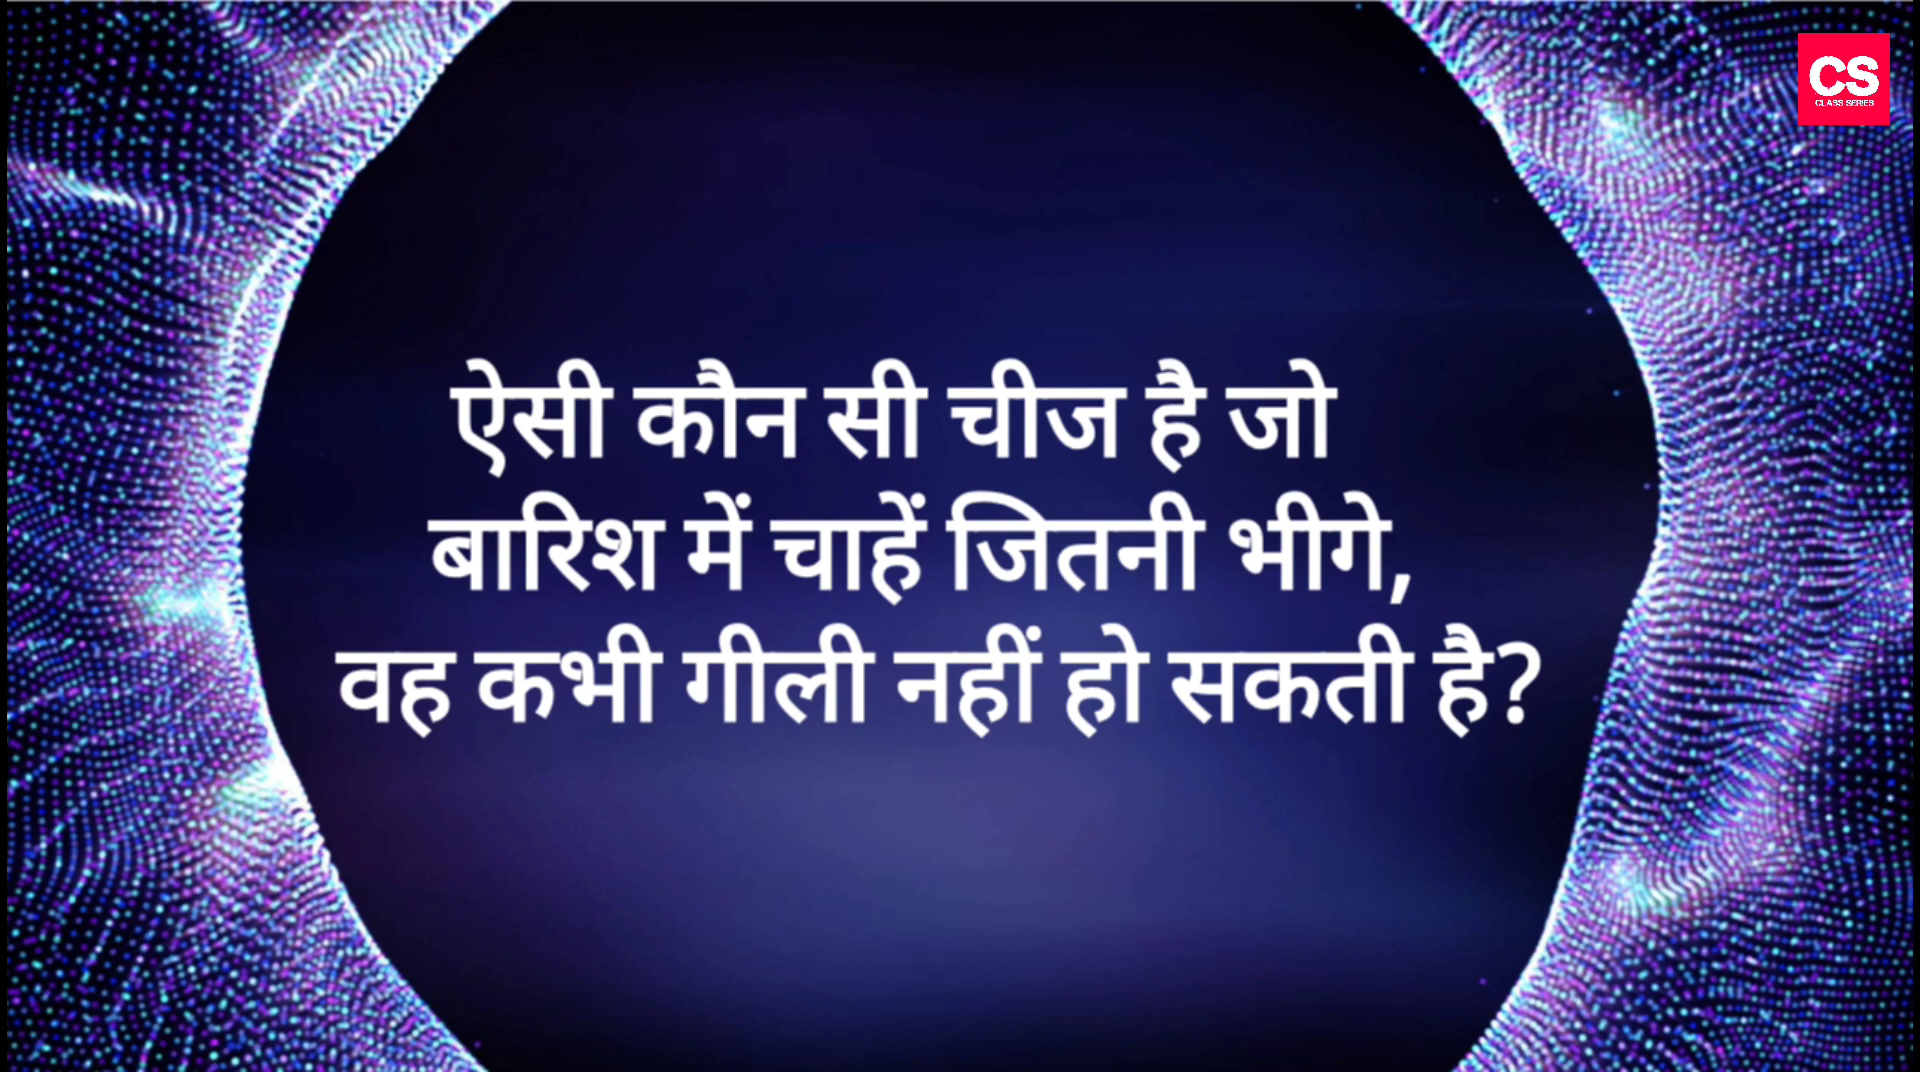 CS
CLASS SERIES
ऐसी कौन सी चीज है जो
बारिश में चाहें जितनी भीगे,
वह कभी गीली नहीं हो सकती है?